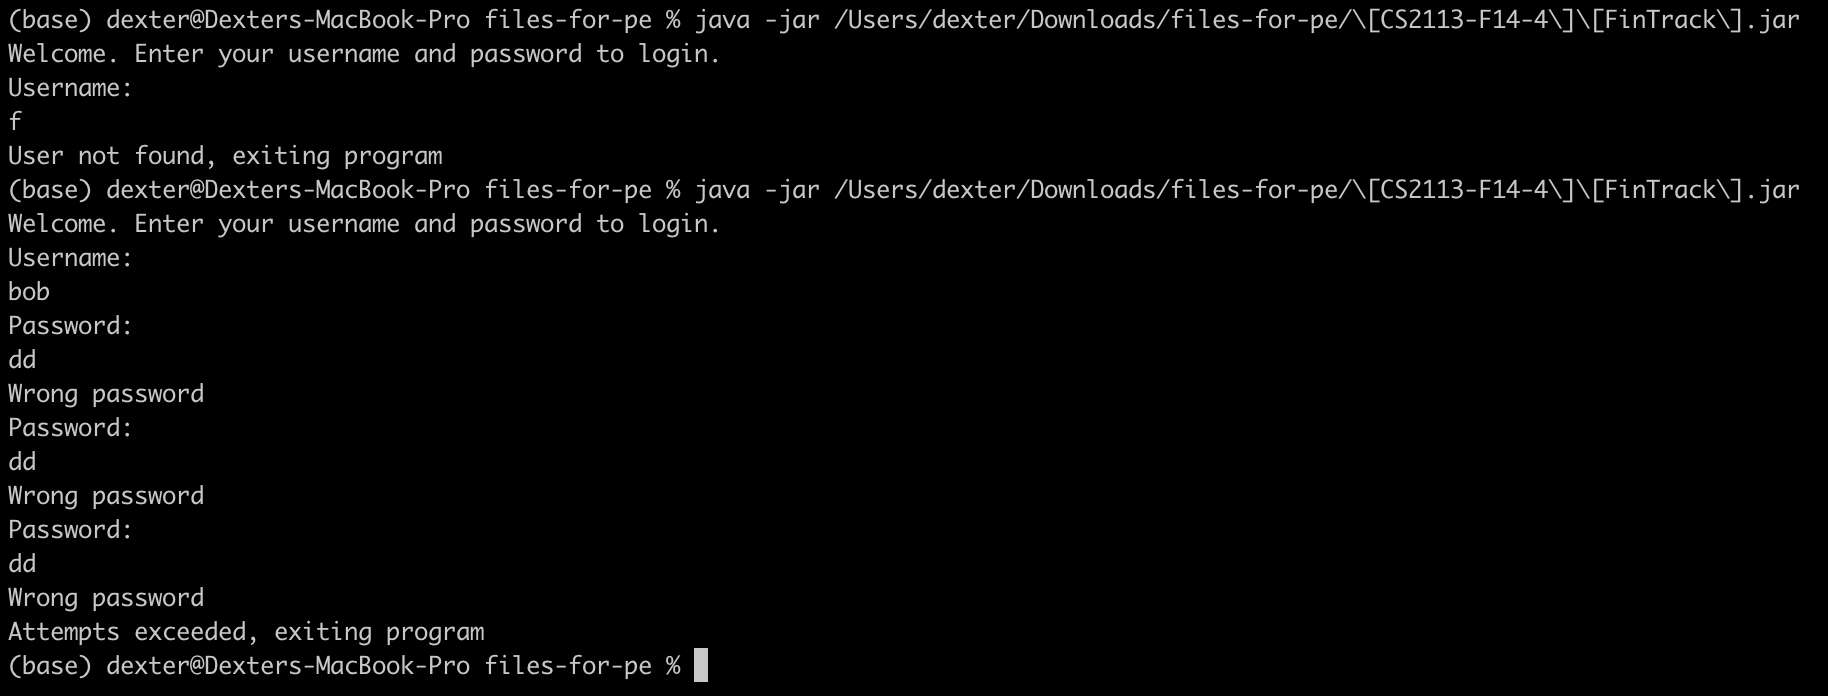 (base) dexter@Dexters-MacBook-Pro files-for-pe % java -jar /Users/dexter/Downloads/files-for-pe/\[CS2113-F14-4\]\[FinTrack\].jar
Welcome. Enter your username and password to login.
Username:
f
User not found, exiting program
(base) dexter@Dexters-MacBook-Pro files-for-pe % java -jar /Users/dexter/Downloads/files-for-pe/\[CS2113-F14-4\]\[FinTrack\].jar
Welcome. Enter your username and password to login.
Username:
bob
Password:
dd
Wrong password
Password:
dd
Wrong password
Password:
dd
Wrong password
Attempts exceeded, exiting program
(base) dexter@Dexters-MacBook-Pro files-for-pe %